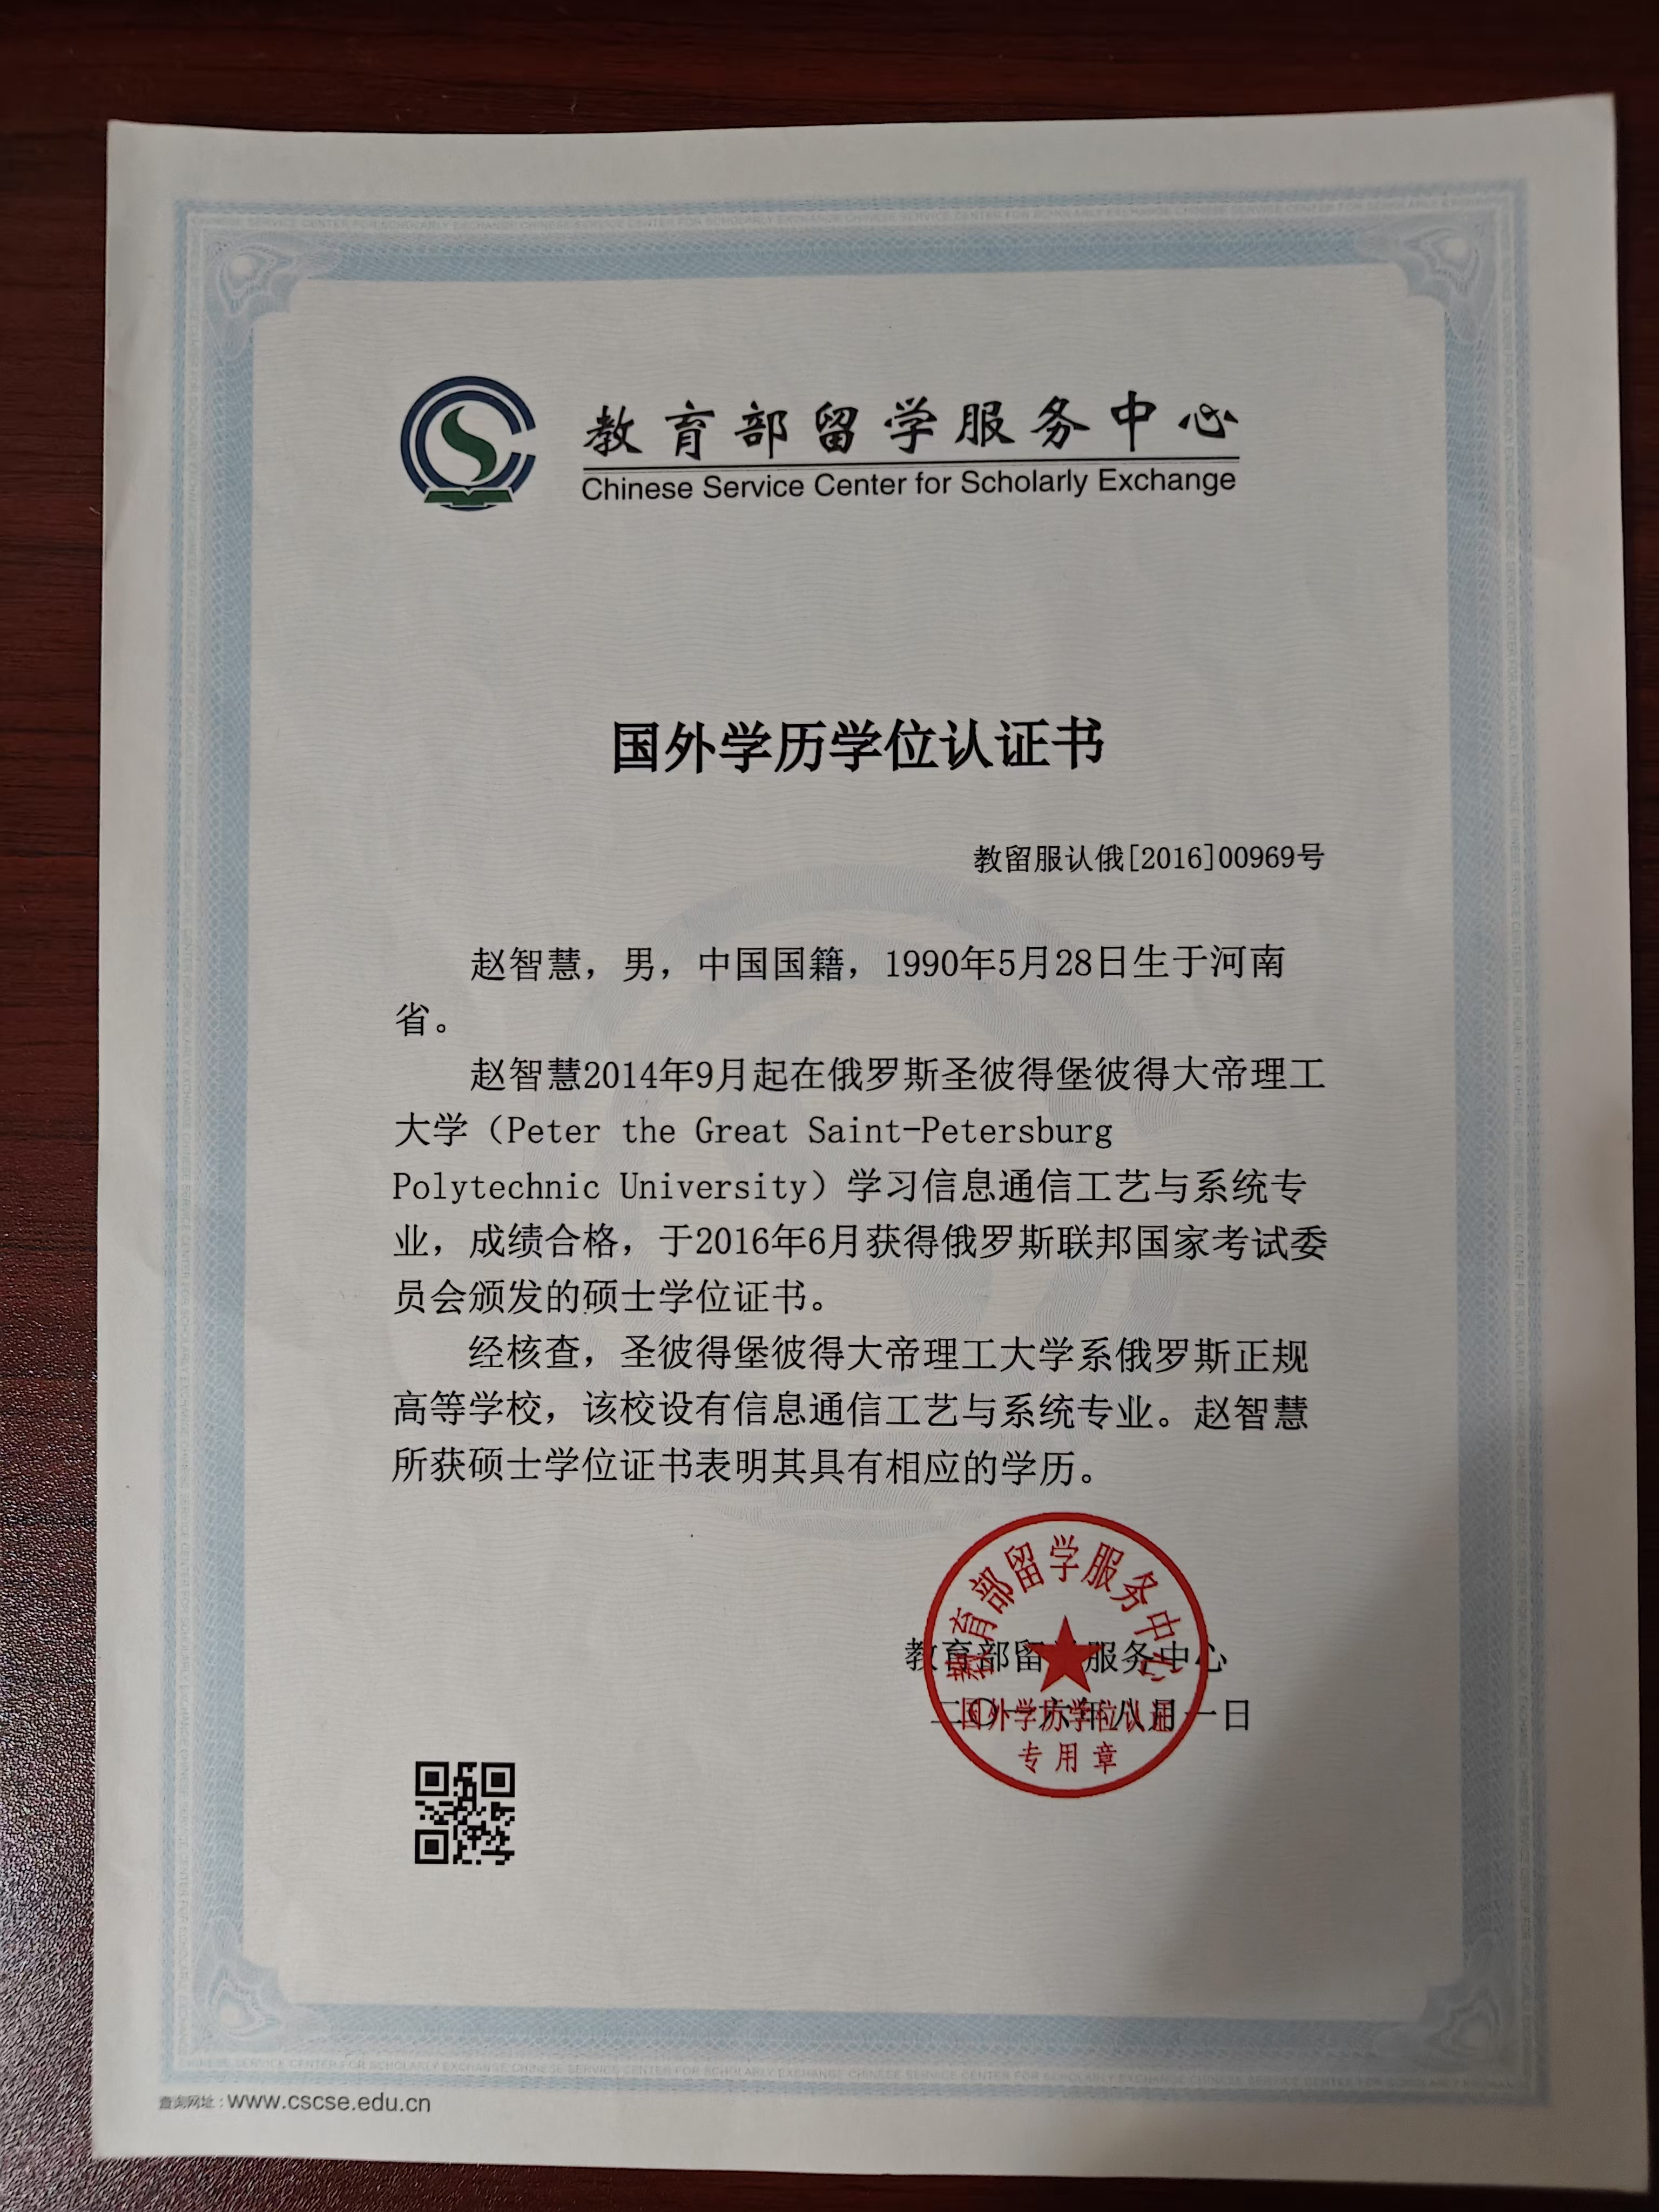 教育部留学服务中心
Chinese Service Center for Scholarly Exchange
国外学历学位认证书
教留服认俄[2016]00969号
赵智慧，男，中国国籍，1990年5月28日生于河南
省。
赵智慧2014年9月起在俄罗斯圣彼得堡彼得大帝理工
大学（Peter the Great Saint-Petersburg
Polytechnic University）学习信息通信工艺与系统专
业，成绩合格，于2016年6月获得俄罗斯联邦国家考试委
员会颁发的硕士学位证书。
经核查，圣彼得堡彼得大帝理工大学系俄罗斯正规
高等学校，该校设有信息通信工艺与系统专业。赵智慧
所获硕士学位证书表明其具有相应的学历。
教育部留学服务中心
教育部留学服务中心
二〇一六年八月一日
国外学历学位认证
专用章
查询网址：www.cscse.edu.cn